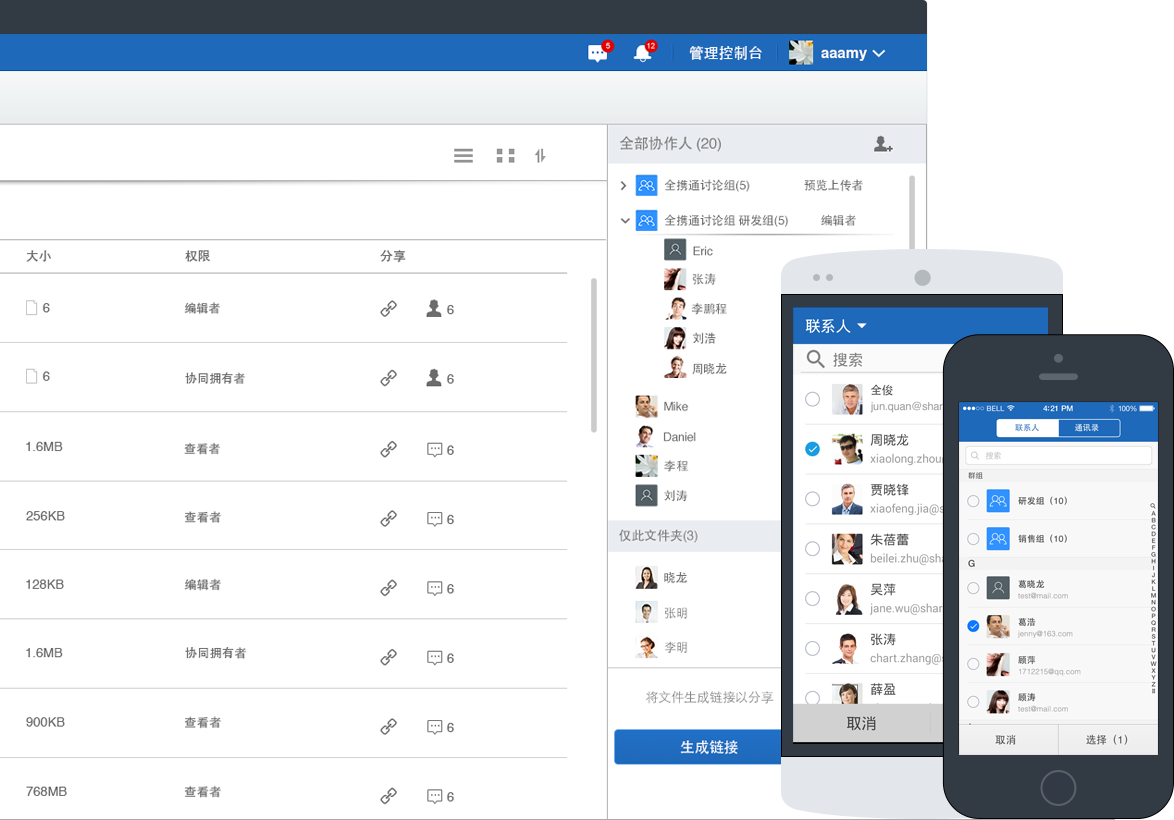 5
12
管理控制台
aaamy
全部协作人 (20)
全携通讨论组(5) 预览上传者
全携通讨论组 研发组(5) 编辑者
Eric
张涛
李鹏程
刘浩
周晓龙
Mike
Daniel
李程
刘涛
仅此文件夹(3)
晓龙
张明
李明
将文件生成链接以分享
生成链接
大小 权限 分享
6 编辑者 6
6 协同拥有者 6
1.6MB 查看者 6
256KB 查看者 6
128KB 编辑者 6
1.6MB 协同拥有者 6
900KB 查看者 6
768MB 查看者 6
联系人
搜索
全俊
jun.quan@shar
周晓龙
xiaolong.zhou
贾晓锋
xiaofeng.jia@s
朱蓓蕾
beilei.zhu@sha
吴萍
jane.wu@shar
张涛
chart.zhang@s
薛盈
取消
BELL 4:21 PM 100%
联系人 通讯录
搜索
群组
研发组（10）
销售组（10）
G
葛晓龙
test@mail.com
葛浩
jenny@163.com
顾萍
1712215@qq.com
顾涛
test@mail.com
A
B
C
D
E
F
G
H
I
J
K
L
M
N
O
P
Q
R
S
T
U
V
W
X
Y
Z
#
取消 选择（1）